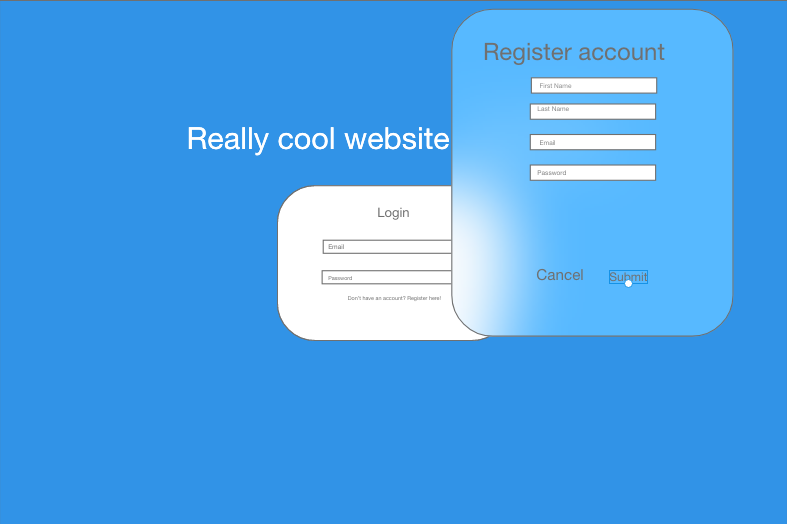 Really cool website
Login
Email
Password
Don't have an account? Register here!
Register account
First Name
Last Name
Email
Password
Cancel
Submit